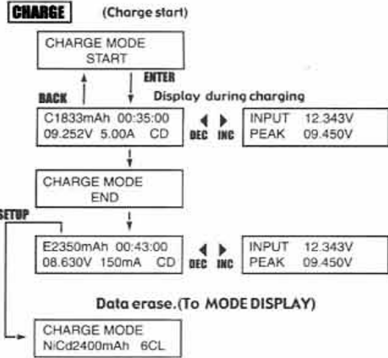 CHARGE (Charge start)
CHARGE MODE
START
ENTER
BACK
Display during charging
C1833mAh 00:35:00
09.252V 5.00A CD
DEC INC
INPUT 12.343V
PEAK 09.450V
CHARGE MODE
END
SETUP
E2350mAh 00:43:00
08.630V 150mA CD
DEC INC
INPUT 12.343V
PEAK 09.450V
Data erase.(To MODE DISPLAY)
CHARGE MODE
NiCd2400mAh 6CL